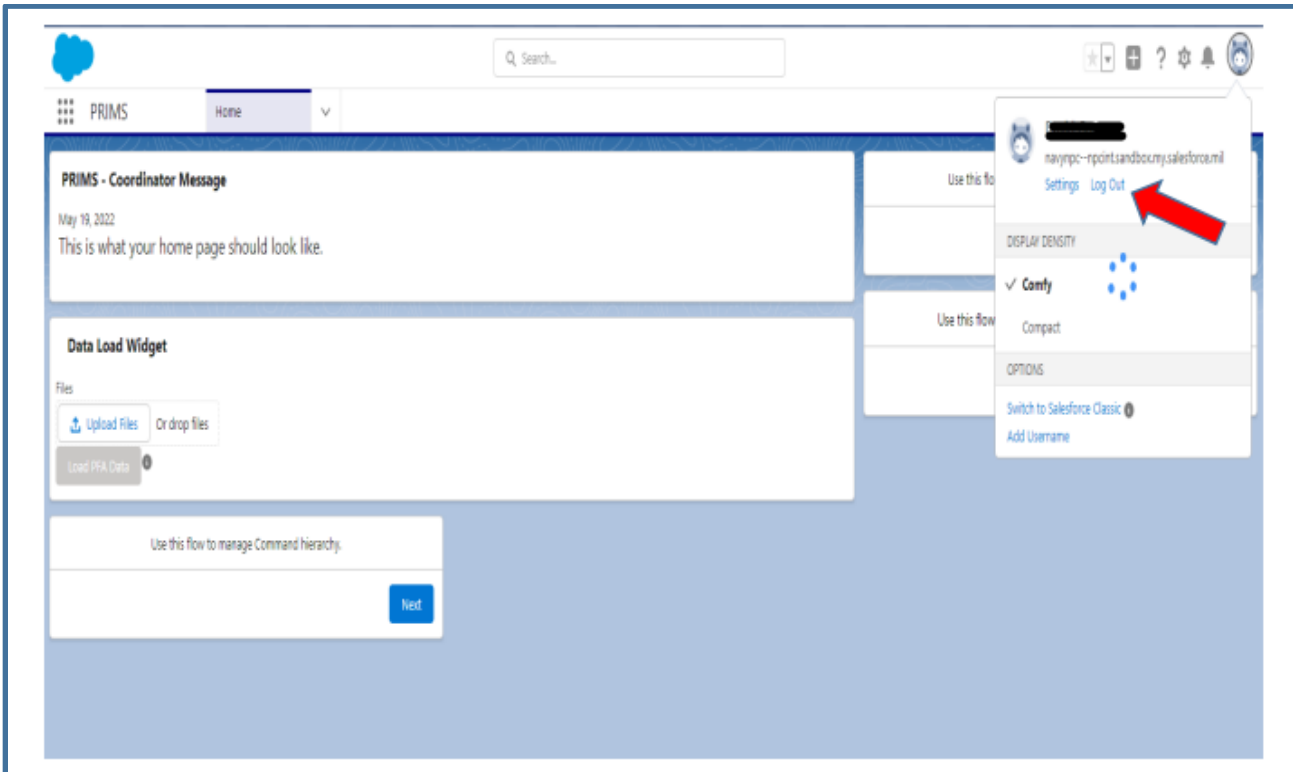 Search...
PRIMS
Home
PRIMS - Coordinator Message
May 19, 2022
This is what your home page should look like.
Data Load Widget
Files
Upload Files
Or drop files
Load PFA Data
Use this flow to manage Command hierarchy.
Next
Use this flo
Use this flow
navynpc--npcint.sandbox.my.salesforce.mil
Settings Log Out
DISPLAY DENSITY
Comfy
Compact
OPTIONS
Switch to Salesforce Classic
Add Username